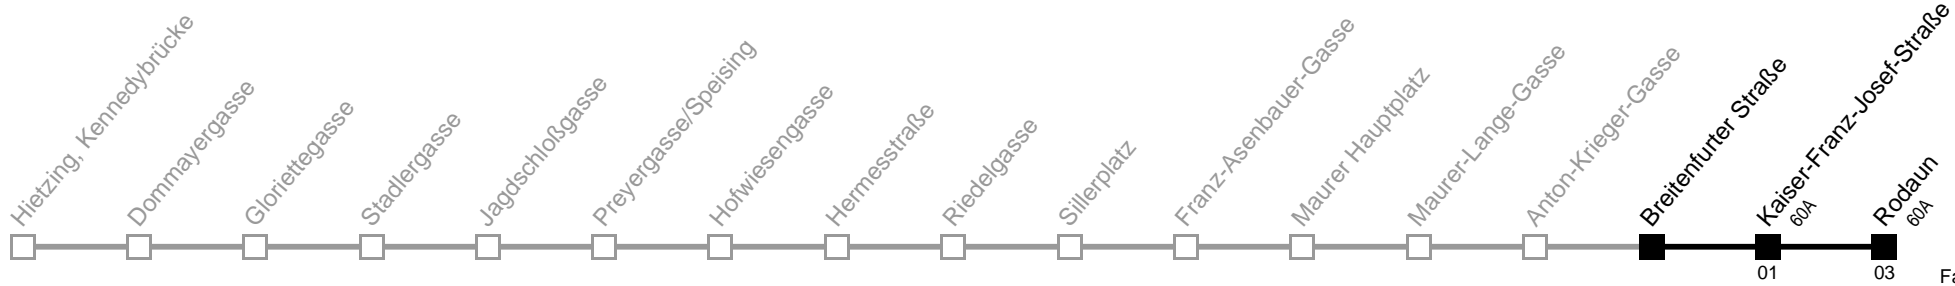 Hietzing, Kennedybrücke
Dommayergasse
Gloriettegasse
Stadlergasse
Jagdschloßgasse
Preyergasse/Speising
Hofwiesengasse
Hermesstraße
Riedelgasse
Sillerplatz
Franz-Asenbauer-Gasse
Maurer Hauptplatz
Maurer-Lange-Gasse
Anton-Krieger-Gasse
Breitenfurter Straße
Kaiser-Franz-Josef-Straße
60A
Rodaun
60A
01
03
Fa